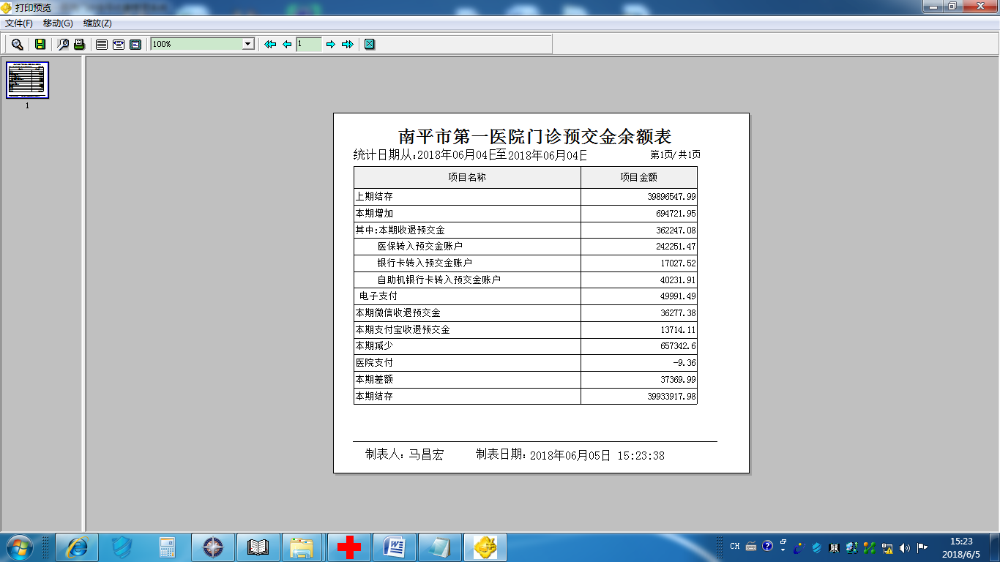 打印预览
文件(F) 移动(G) 缩放(Z)
100% 1
1
南平市第一医院门诊预交金余额表
统计日期从:2018年06月04日至2018年06月04日 第1页/共1页
项目名称 项目金额
上期结存 39896547.99
本期增加 694721.95
其中:本期收退预交金 362247.08
医保转入预交金账户 242251.47
银行卡转入预交金账户 17027.52
自助机银行卡转入预交金账户 40231.91
电子支付 49991.49
本期微信收退预交金 36277.38
本期支付宝收退预交金 13714.11
本期减少 657342.6
医院支付 -9.36
本期差额 37369.99
本期结存 39933917.98
制表人: 马昌宏 制表日期: 2018年06月05日 15:23:38
CH
15:23
2018/6/5